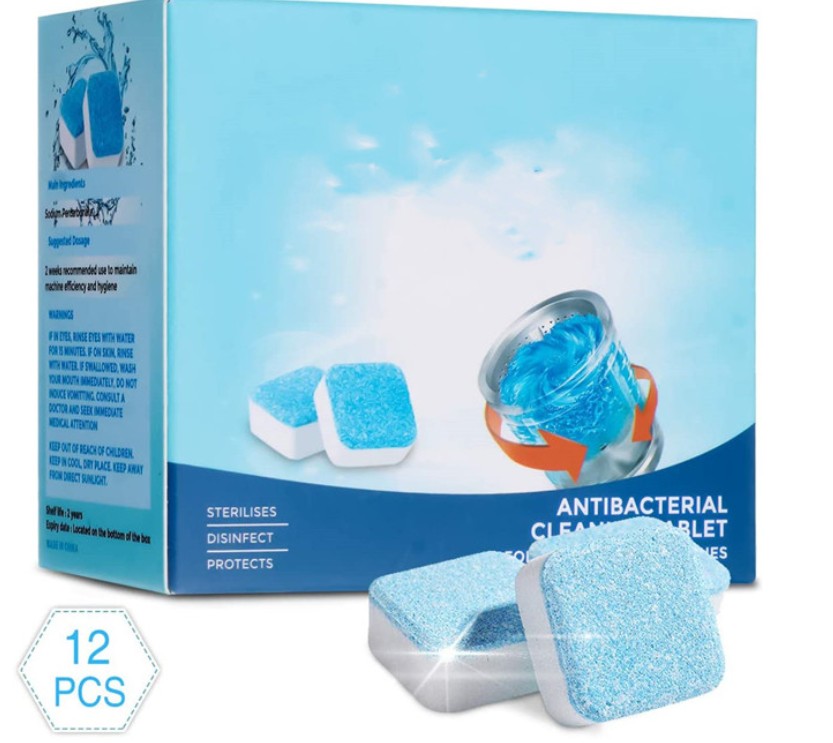 Main Ingredients
Sodium
Suggested Dosage
2 weeks recommended use to maintain
machine efficiency and hygiene
WARNINGS
IF IN EYES, RINSE EYES WITH WATER
FOR 15 MINUTES. IF ON SKIN, RINSE
WITH WATER. IF SWALLOWED, WASH
YOUR MOUTH IMMEDIATELY, DO NOT
INDUCE VOMITTING. CONSULT A
DOCTOR AND SEEK IMMEDIATE
MEDICAL ATTENTION
KEEP OUT OF REACH OF CHILDREN.
KEEP IN COOL, DRY PLACE. KEEP AWAY
FROM DIRECT SUNLIGHT.
Shelf life : 2 years
Expiry date : Located on the bottom of the box
MADE IN CHINA
STERILISES
DISINFECT
PROTECTS
ANTIBACTERIAL
12
PCS